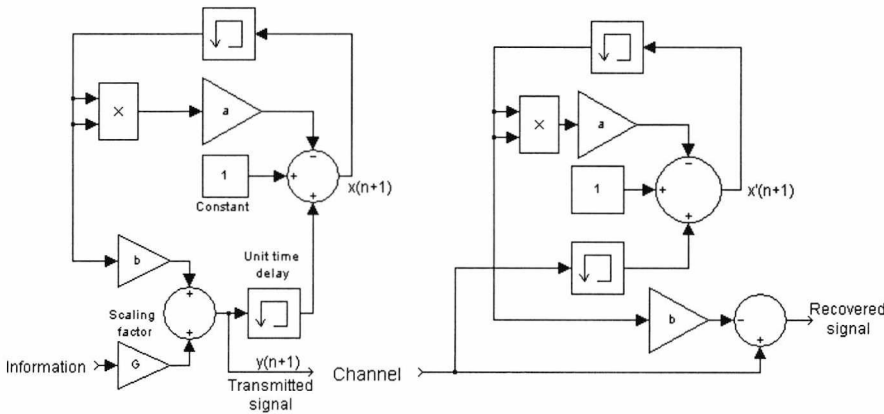 ×
a
−
1
+
+
x(n+1)
Constant
b
Unit time
delay
Scaling
factor
+
+
Information
G
y(n+1)
Transmitted
signal
Channel
×
a
−
1
+
+
x'(n+1)
b
−
+
Recovered
signal